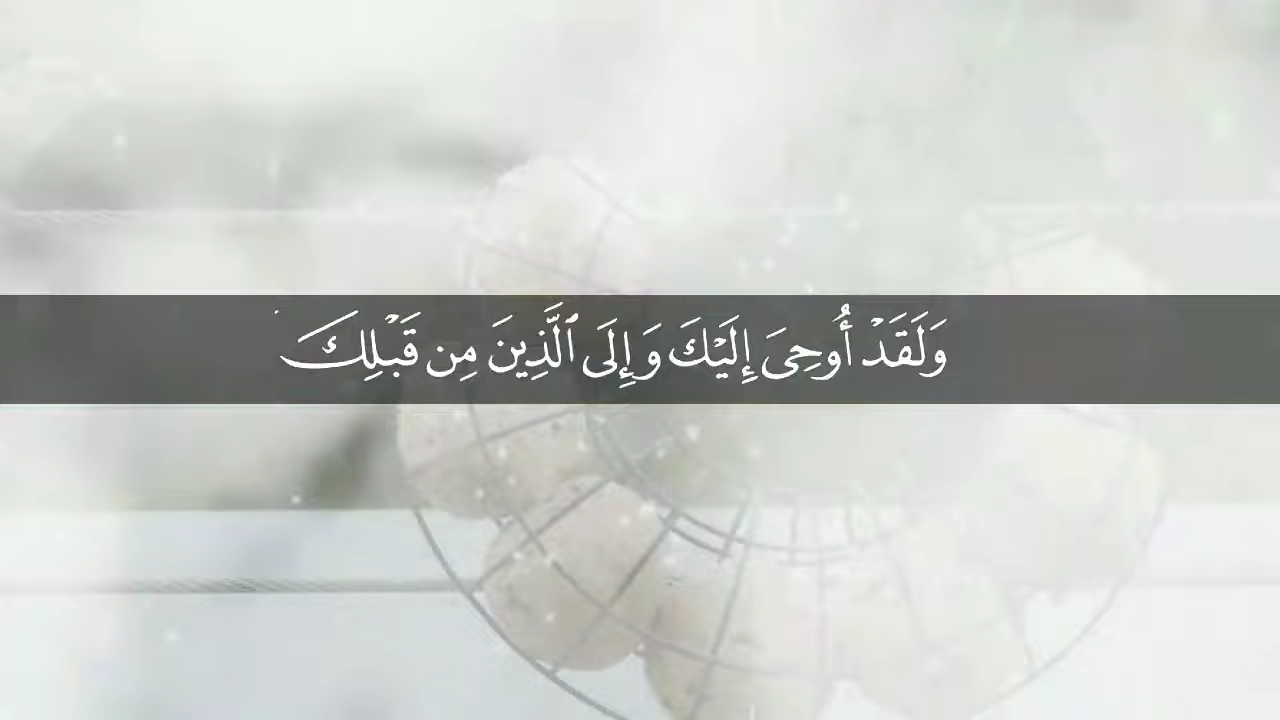 وَلَقَدْ أُوحِىَ إِلَيْكَ وَإِلَى ٱلَّذِينَ مِن قَبْلِكَ